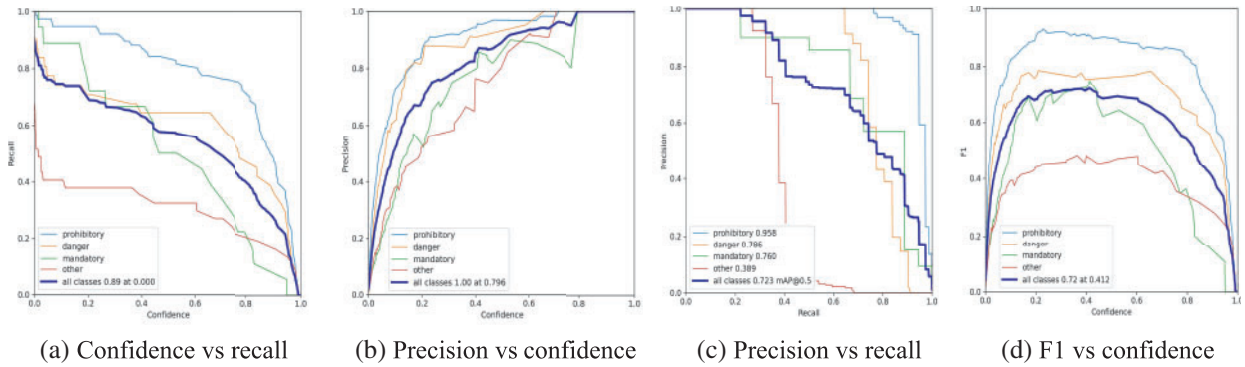 1.0
0.8
0.6
0.4
0.2
0.0
Recall
prohibitory
danger
mandatory
other
all classes 0.89 at 0.000
0.0 0.2 0.4 0.6 0.8 1.0
Confidence
(a) Confidence vs recall
1.0
0.8
0.6
0.4
0.2
0.0
Precision
prohibitory
danger
mandatory
other
all classes 1.00 at 0.796
0.0 0.2 0.4 0.6 0.8 1.0
Confidence
(b) Precision vs confidence
1.0
0.8
0.6
0.4
0.2
0.0
Precision
prohibitory 0.958
danger 0.786
mandatory 0.760
other 0.389
all classes 0.723 mAP@0.5
0.0 0.2 0.4 0.6 0.8 1.0
Recall
(c) Precision vs recall
1.0
0.8
0.6
0.4
0.2
0.0
F1
prohibitory
danger
mandatory
other
all classes 0.72 at 0.412
0.0 0.2 0.4 0.6 0.8 1.0
Confidence
(d) F1 vs confidence